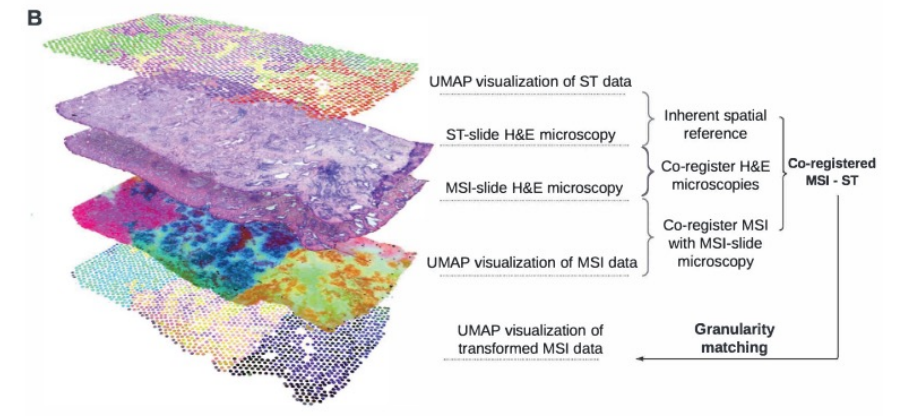 B
UMAP visualization of ST data
Inherent spatial
reference
ST-slide H&E microscopy
Co-register H&E
microscopies
Co-registered
MSI - ST
MSI-slide H&E microscopy
Co-register MSI
with MSI-slide
microscopy
UMAP visualization of MSI data
UMAP visualization of
transformed MSI data
Granularity
matching